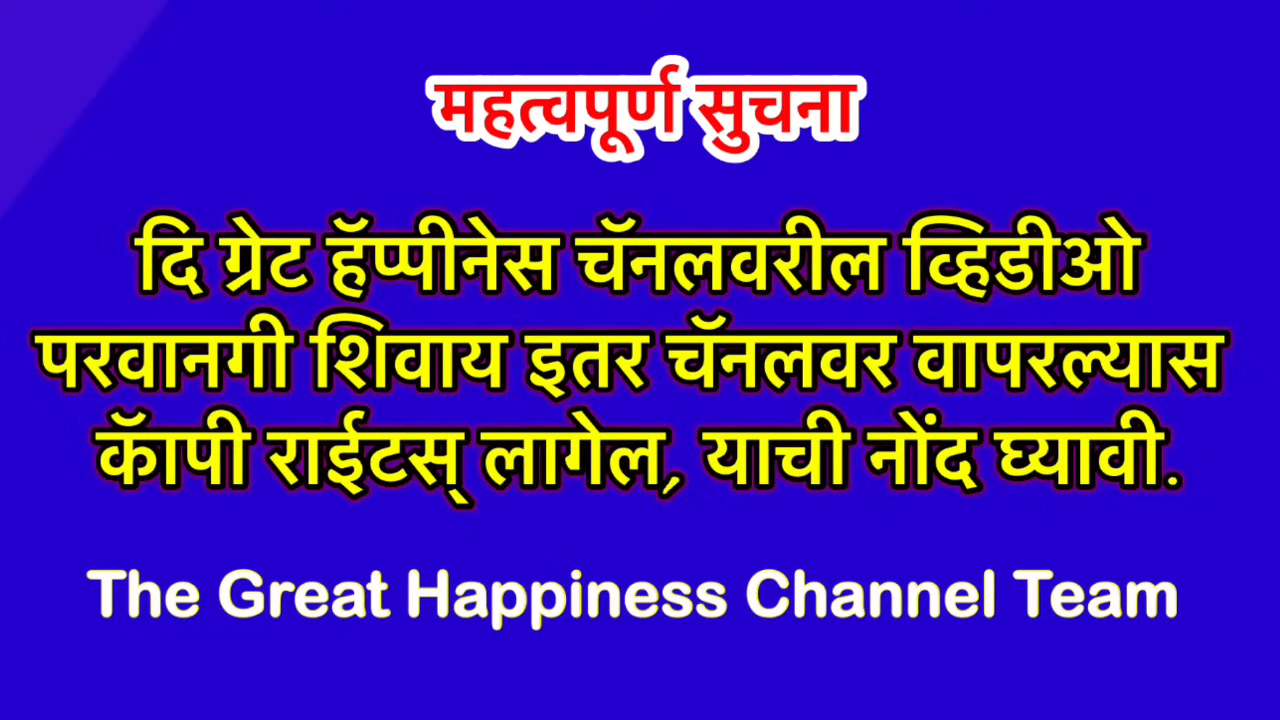 महत्वपूर्ण सुचना
दि ग्रेट हॅप्पीनेस चॅनलवरील व्हिडीओ
परवानगी शिवाय इतर चॅनलवर वापरल्यास
कॅापी राईटस् लागेल, याची नोंद घ्यावी.
The Great Happiness Channel Team